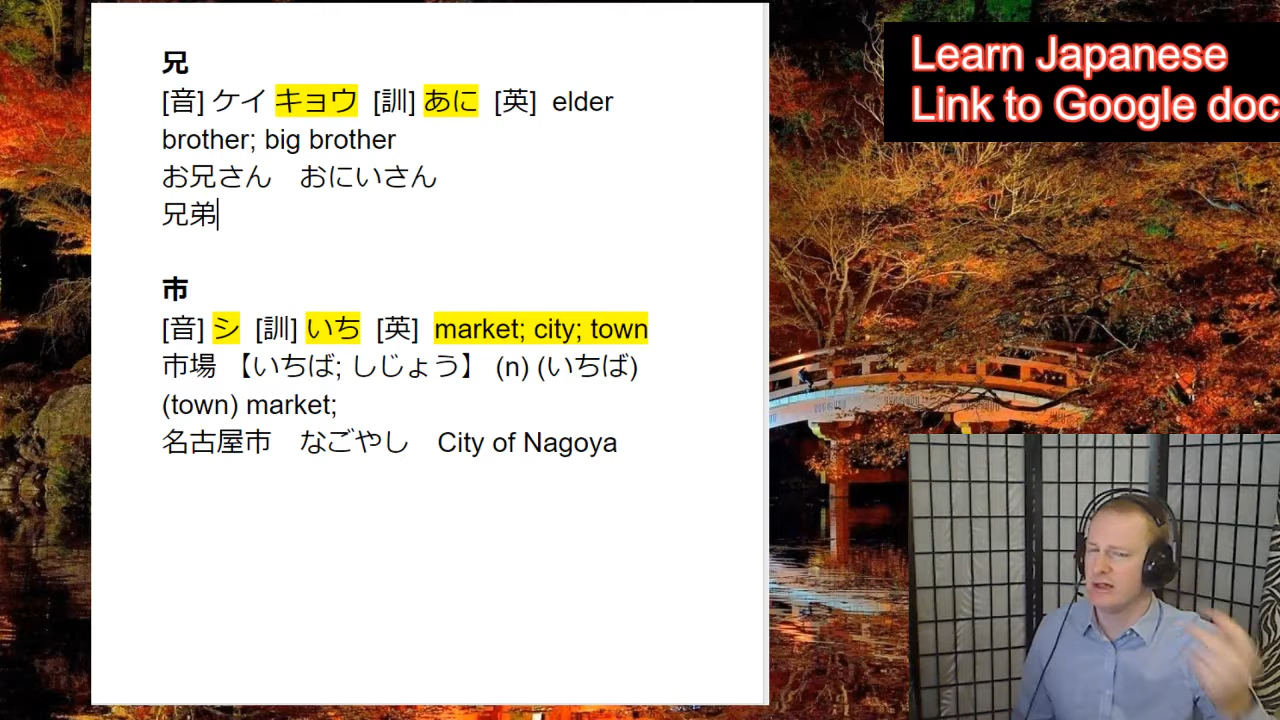 兄
[音] ケイ キョウ [訓] あに [英] elder
brother; big brother
お兄さん　おにいさん
兄弟
市
[音] シ [訓] いち [英] market; city; town
市場 【いちば; しじょう】 (n) (いちば)
(town) market;
名古屋市　なごやし　City of Nagoya
Learn Japanese
Link to Google doc